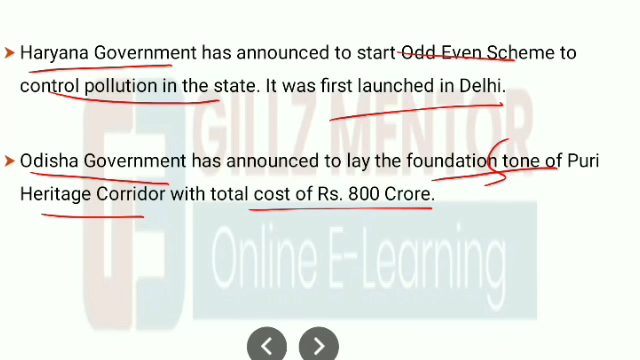 Haryana Government has announced to start Odd Even Scheme to
control pollution in the state. It was first launched in Delhi.
Odisha Government has announced to lay the foundation tone of Puri
Heritage Corridor with total cost of Rs. 800 Crore.
GILLZ MENTOR
Online E-Learning